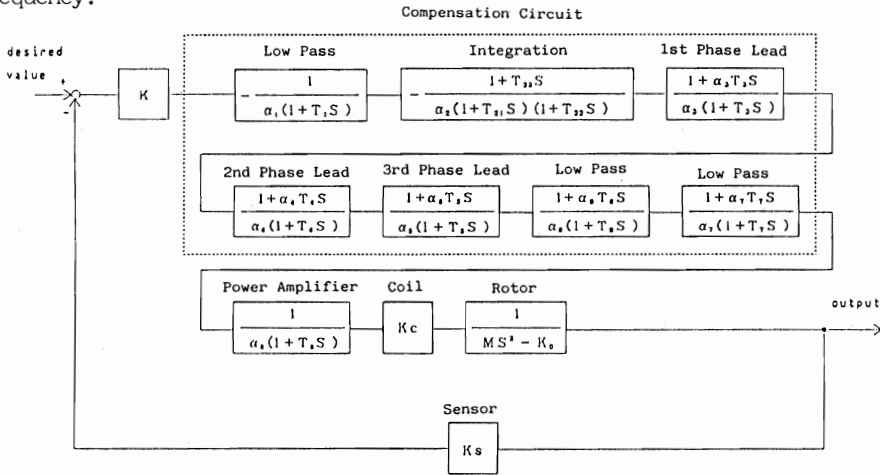 equency.
Compensation Circuit
desired value
+
-
K
Low Pass
- 1 / α₁(1+T₁S)
Integration
- 1+T₂₃S / α₂(1+T₂₁S)(1+T₂₂S)
1st Phase Lead
1+α₃T₃S / α₃(1+T₃S)
2nd Phase Lead
1+α₄T₄S / α₄(1+T₄S)
3rd Phase Lead
1+α₅T₅S / α₅(1+T₅S)
Low Pass
1+α₆T₆S / α₆(1+T₆S)
Low Pass
1+α₇T₇S / α₇(1+T₇S)
Power Amplifier
1 / α₈(1+T₈S)
Coil
Kc
Rotor
1 / MS² − K₀
output
Sensor
Ks